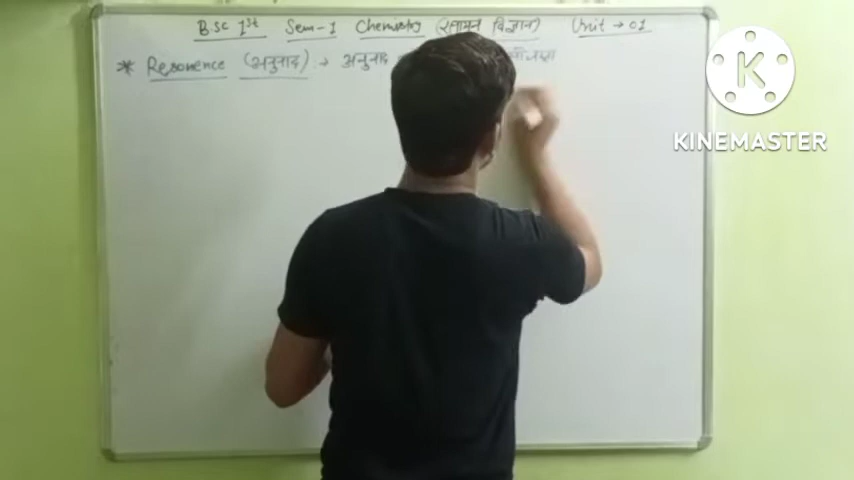 B.Sc 1st Sem-1 Chemistry (रसायन विज्ञान) Unit → 01
* Resonence (अनुनाद) → अनुनाद
K
KINEMASTER